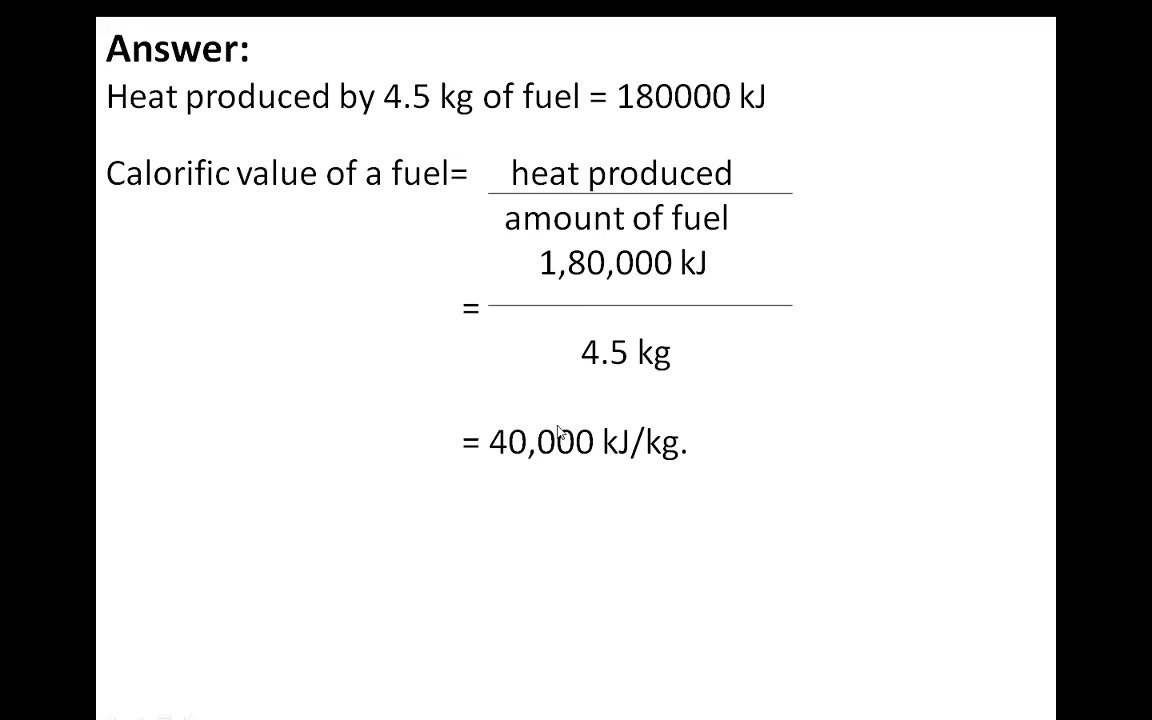 Answer:
Heat produced by 4.5 kg of fuel = 180000 kJ
Calorific value of a fuel= heat produced
amount of fuel
1,80,000 kJ
=
4.5 kg
= 40,000 kJ/kg.